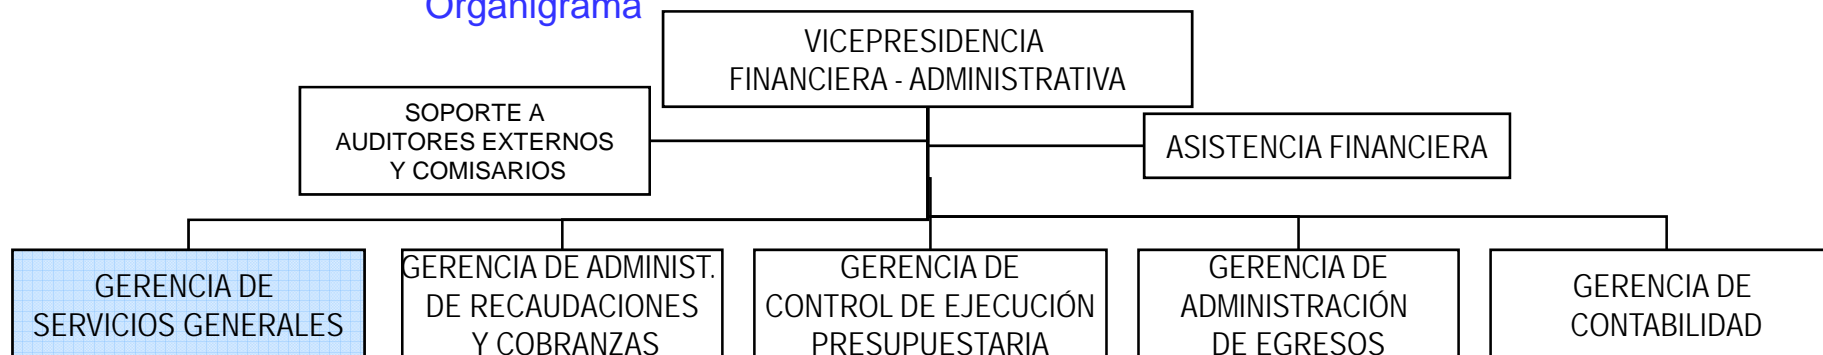 Organigrama
VICEPRESIDENCIA
FINANCIERA - ADMINISTRATIVA
SOPORTE A
AUDITORES EXTERNOS
Y COMISARIOS
ASISTENCIA FINANCIERA
GERENCIA DE
SERVICIOS GENERALES
GERENCIA DE ADMINIST.
DE RECAUDACIONES
Y COBRANZAS
GERENCIA DE
CONTROL DE EJECUCIÓN
PRESUPUESTARIA
GERENCIA DE
ADMINISTRACIÓN
DE EGRESOS
GERENCIA DE
CONTABILIDAD